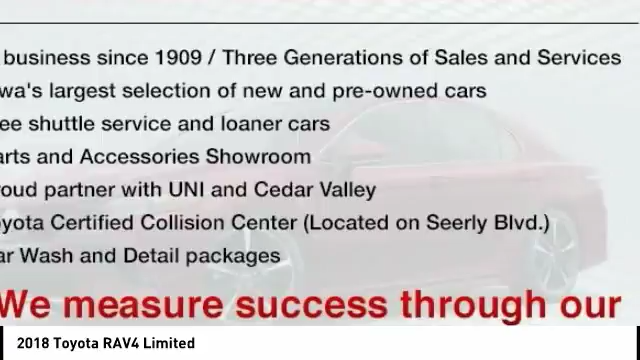 business since 1909 / Three Generations of Sales and Services
wa's largest selection of new and pre-owned cars
ee shuttle service and loaner cars
arts and Accessories Showroom
roud partner with UNI and Cedar Valley
oyota Certified Collision Center (Located on Seerly Blvd.)
ar Wash and Detail packages
We measure success through our
2018 Toyota RAV4 Limited